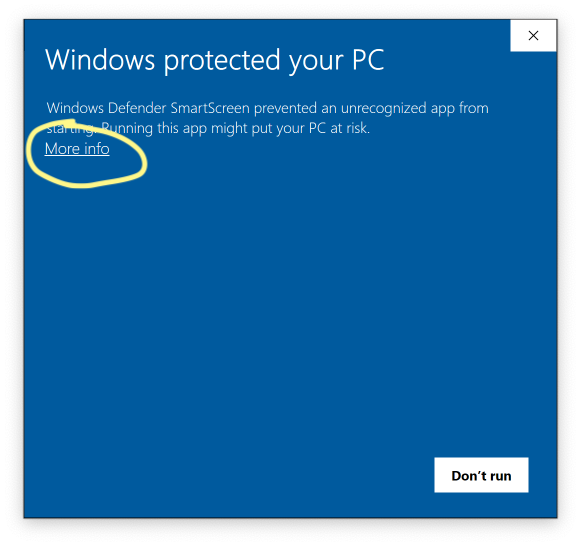 Windows protected your PC
Windows Defender SmartScreen prevented an unrecognized app from
starting. Running this app might put your PC at risk.
More info
Don't run